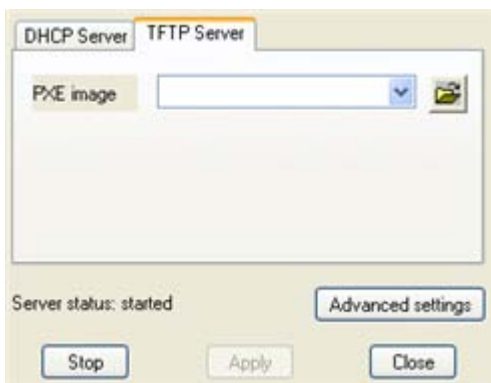 DHCP Server TFTP Server
PXE image
Server status: started Advanced settings
Stop Apply Close